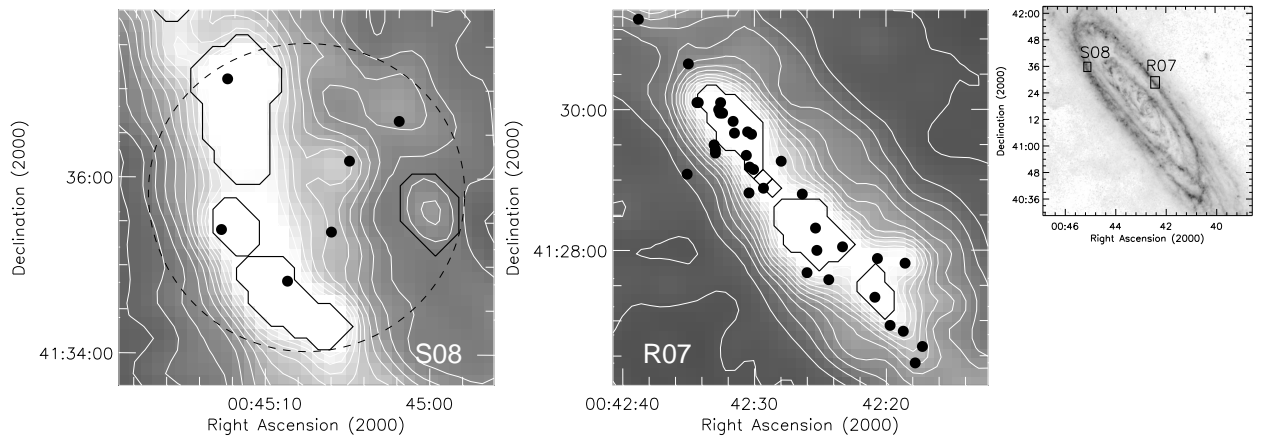 Declination (2000)
36:00
41:34:00
S08
00:45:10
45:00
Right Ascension (2000)
Declination (2000)
30:00
41:28:00
R07
00:42:40
42:30
42:20
Right Ascension (2000)
Declination (2000)
42:00
48
36
24
12
41:00
48
40:36
S08
R07
00:46
44
42
40
Right Ascension (2000)